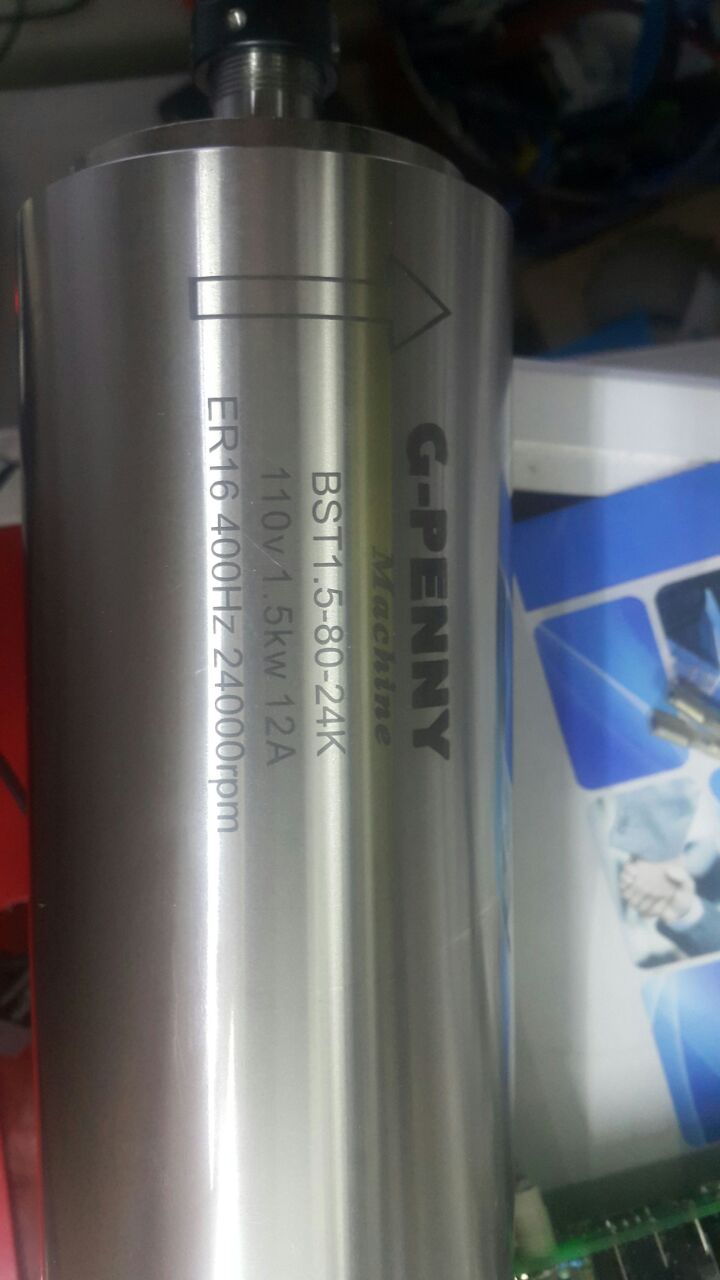 G-PENNY
Machine
BST1.5-80-24K
110v 1.5kw 12A
ER16 400Hz 24000rpm